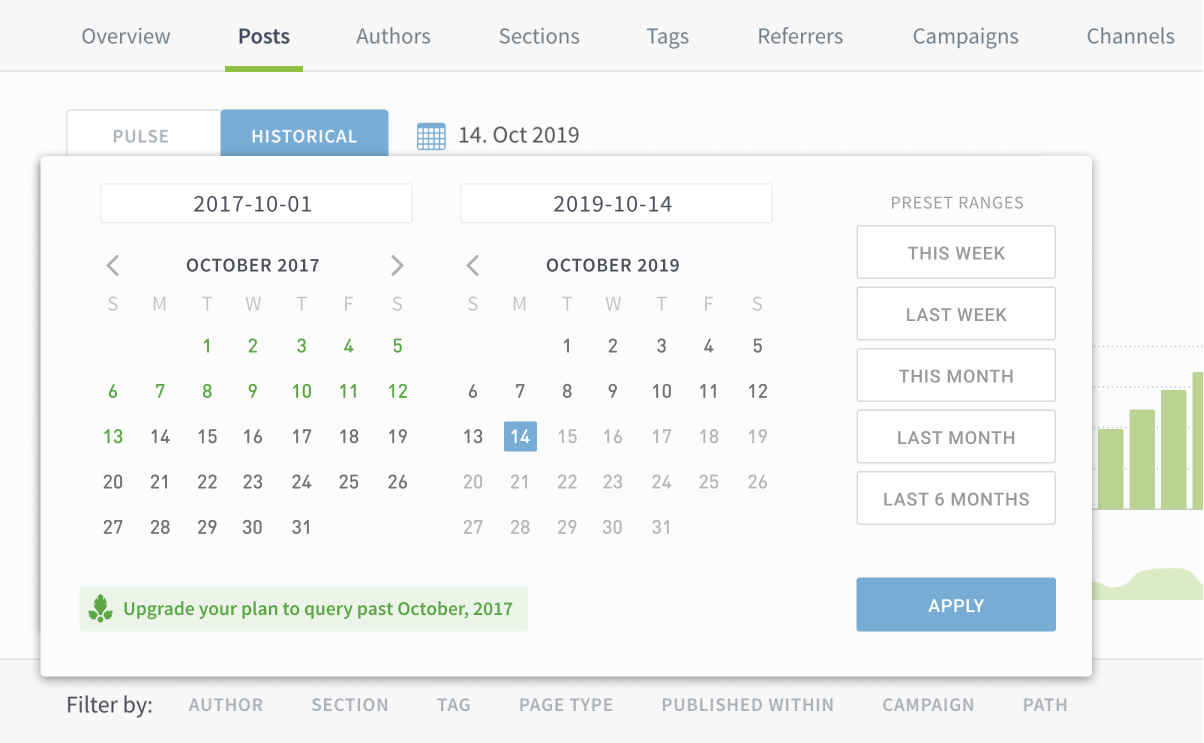 Overview Posts Authors Sections Tags Referrers Campaigns Channels
PULSE HISTORICAL 14. Oct 2019
2017-10-01 2019-10-14 PRESET RANGES
THIS WEEK
OCTOBER 2017 OCTOBER 2019
S M T W T F S S M T W T F S
LAST WEEK
1 2 3 4 5 1 2 3 4 5
THIS MONTH
6 7 8 9 10 11 12 6 7 8 9 10 11 12
13 14 15 16 17 18 19 13 14 15 16 17 18 19
LAST MONTH
20 21 22 23 24 25 26 20 21 22 23 24 25 26
LAST 6 MONTHS
27 28 29 30 31 27 28 29 30 31
Upgrade your plan to query past October, 2017 APPLY
Filter by: AUTHOR SECTION TAG PAGE TYPE PUBLISHED WITHIN CAMPAIGN PATH